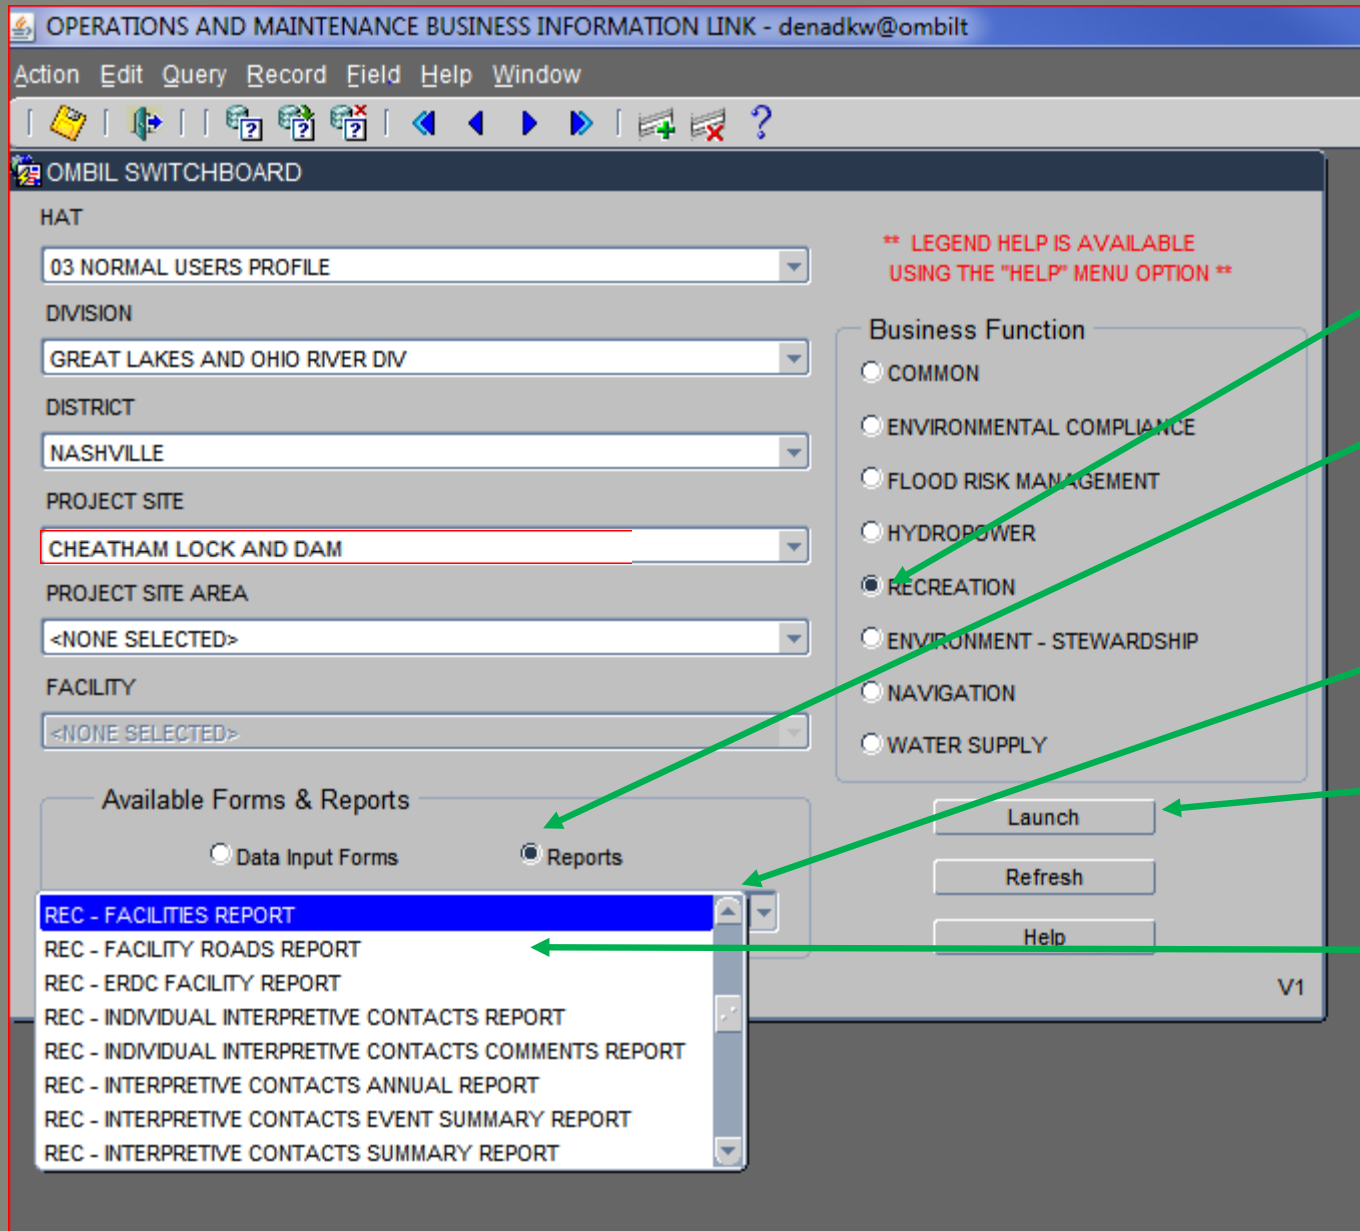 OPERATIONS AND MAINTENANCE BUSINESS INFORMATION LINK - denadkw@ombilt
Action Edit Query Record Field Help Window
OMBIL SWITCHBOARD
HAT
03 NORMAL USERS PROFILE
DIVISION
GREAT LAKES AND OHIO RIVER DIV
DISTRICT
NASHVILLE
PROJECT SITE
CHEATHAM LOCK AND DAM
PROJECT SITE AREA
<NONE SELECTED>
FACILITY
<NONE SELECTED>
** LEGEND HELP IS AVAILABLE
USING THE "HELP" MENU OPTION **
Business Function
COMMON
ENVIRONMENTAL COMPLIANCE
FLOOD RISK MANAGEMENT
HYDROPOWER
RECREATION
ENVIRONMENT - STEWARDSHIP
NAVIGATION
WATER SUPPLY
Available Forms & Reports
Data Input Forms Reports
REC - FACILITIES REPORT
REC - FACILITY ROADS REPORT
REC - ERDC FACILITY REPORT
REC - INDIVIDUAL INTERPRETIVE CONTACTS REPORT
REC - INDIVIDUAL INTERPRETIVE CONTACTS COMMENTS REPORT
REC - INTERPRETIVE CONTACTS ANNUAL REPORT
REC - INTERPRETIVE CONTACTS EVENT SUMMARY REPORT
REC - INTERPRETIVE CONTACTS SUMMARY REPORT
Launch
Refresh
Help
V1